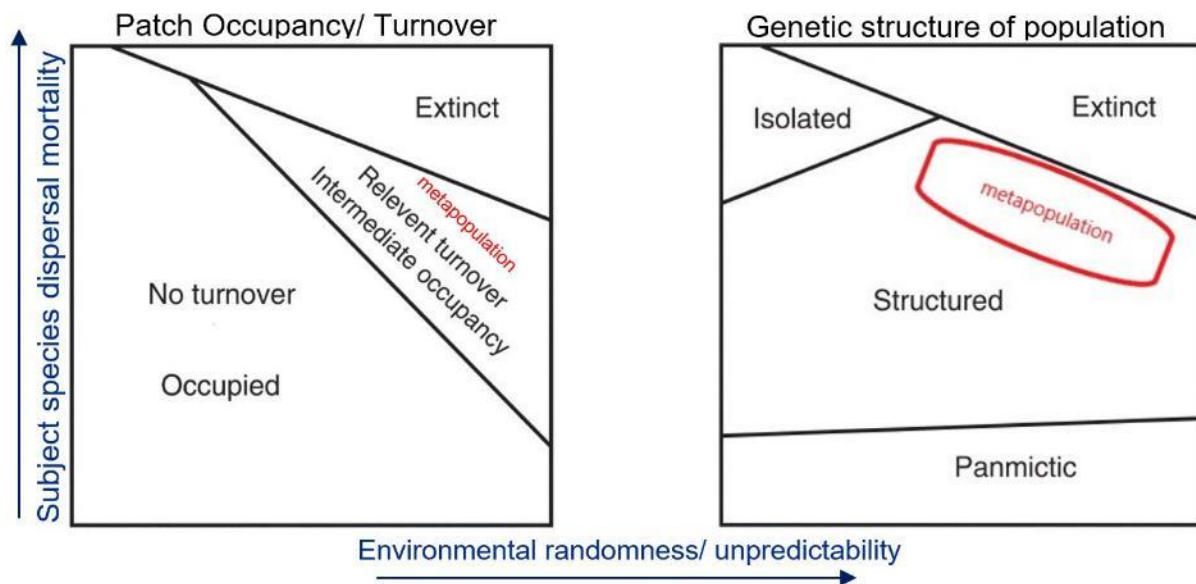 Patch Occupancy/ Turnover
Genetic structure of population
Subject species dispersal mortality
Extinct
metapopulation
Relevent turnover
Intermediate occupancy
No turnover
Occupied
Isolated
Extinct
metapopulation
Structured
Panmictic
Environmental randomness/ unpredictability